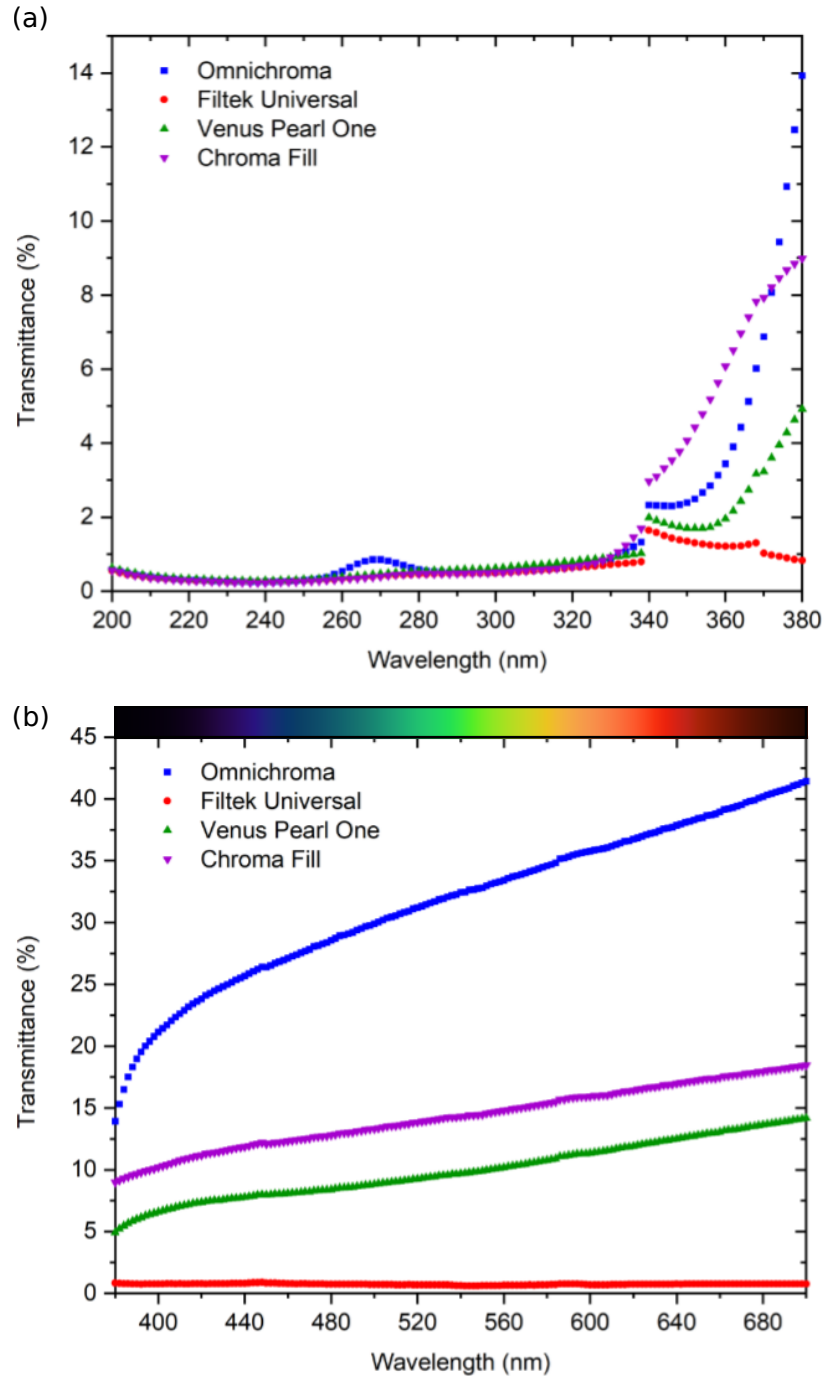 (a)
14
12
10
8
6
4
2
0
Transmittance (%)
Omnichroma
Filtek Universal
Venus Pearl One
Chroma Fill
200 220 240 260 280 300 320 340 360 380
Wavelength (nm)
(b)
45
40
35
30
25
20
15
10
5
0
Transmittance (%)
Omnichroma
Filtek Universal
Venus Pearl One
Chroma Fill
400 440 480 520 560 600 640 680
Wavelength (nm)